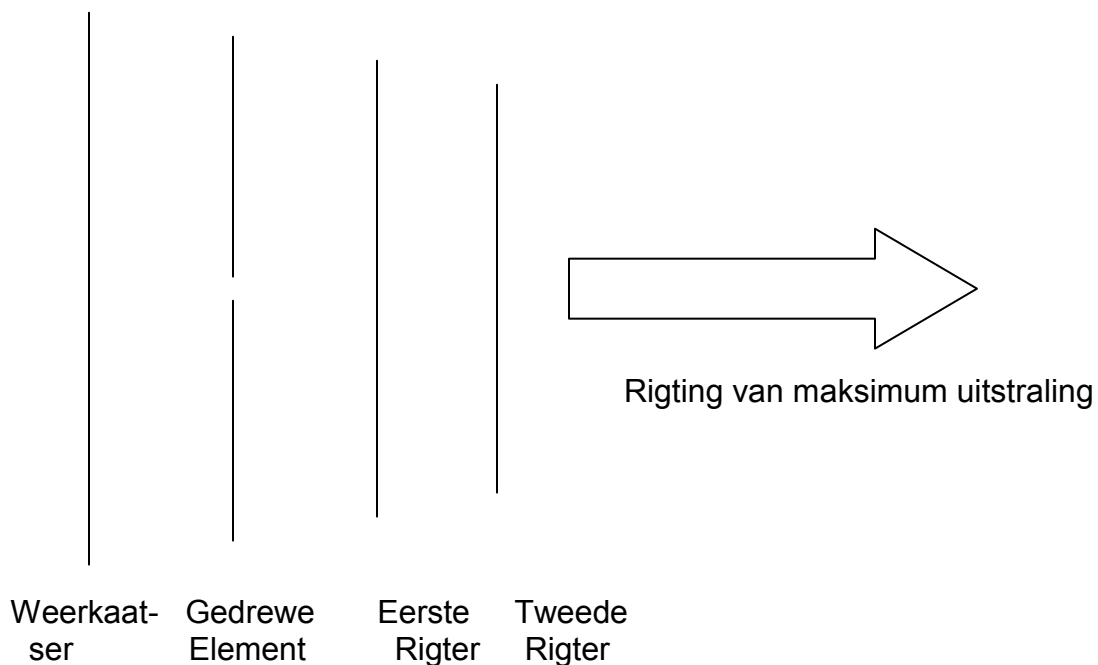 Rigting van maksimum uitstraling
Weerkaat- Gedrewe Eerste Tweede
ser Element Rigter Rigter